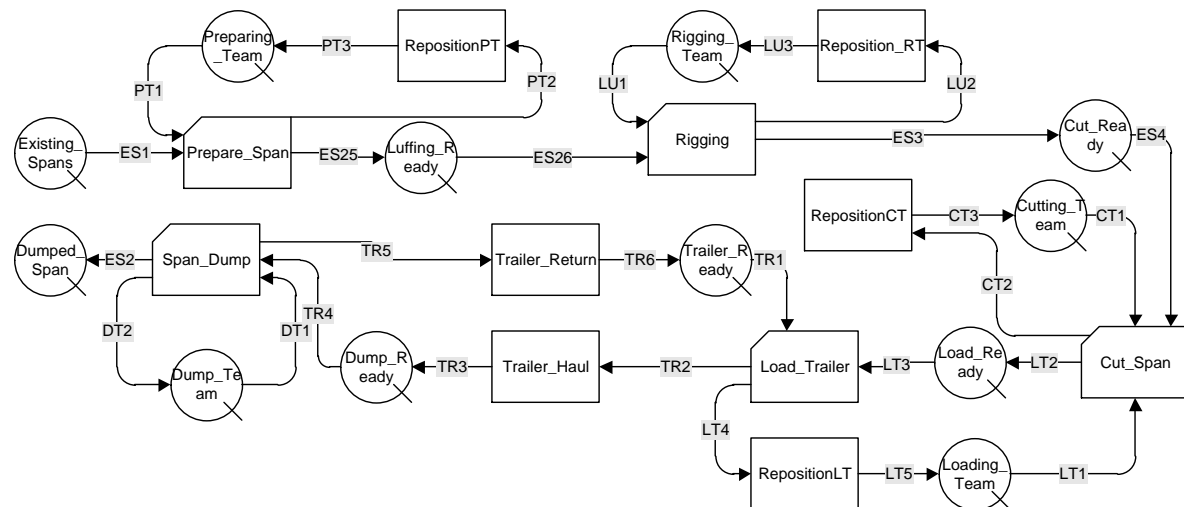 Preparing
_Team
PT3
RepositionPT
Rigging_
Team
LU3
Reposition_RT
PT1
PT2
LU1
LU2
Existing_
Spans
ES1
Prepare_Span
ES25
Luffing_R
eady
ES26
Rigging
ES3
Cut_Rea
dy
ES4
RepositionCT
CT3
Cutting_T
eam
CT1
Dumped_
Span
ES2
Span_Dump
TR5
Trailer_Return
TR6
Trailer_R
eady
TR1
CT2
DT2
DT1
TR4
Dump_Te
am
Dump_R
eady
TR3
Trailer_Haul
TR2
Load_Trailer
LT3
Load_Re
ady
LT2
Cut_Span
LT4
RepositionLT
LT5
Loading_
Team
LT1